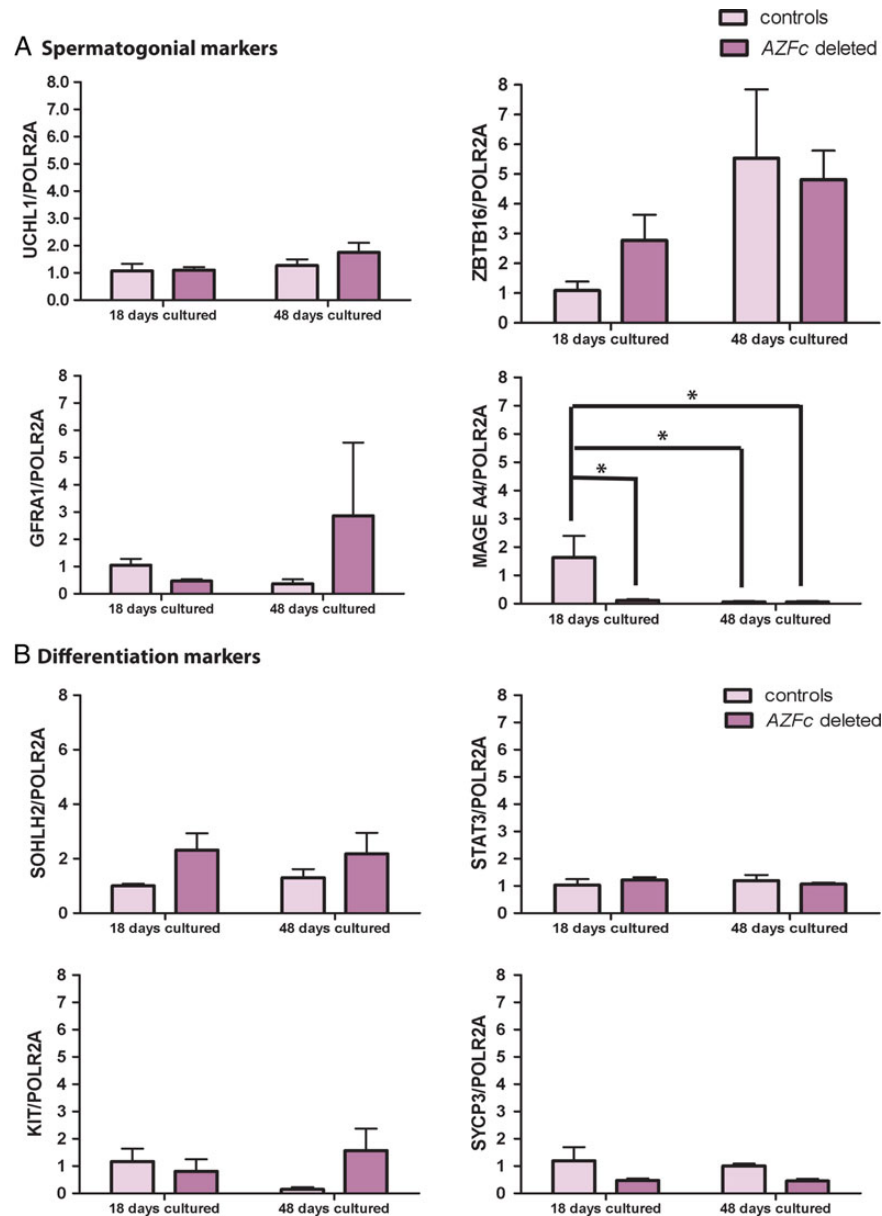 controls
AZFc deleted
A Spermatogonial markers
UCHL1/POLR2A
8.0
7.0
6.0
5.0
4.0
3.0
2.0
1.0
0.0
18 days cultured
48 days cultured
ZBTB16/POLR2A
8
7
6
5
4
3
2
1
0
18 days cultured
48 days cultured
GFRA1/POLR2A
8
7
6
5
4
3
2
1
0
18 days cultured
48 days cultured
MAGE A4/POLR2A
8
7
6
5
4
3
2
1
0
*
*
*
18 days cultured
48 days cultured
B Differentiation markers
SOHLH2/POLR2A
8
6
4
2
0
18 days cultured
48 days cultured
controls
AZFc deleted
STAT3/POLR2A
8
7
6
5
4
3
2
1
0
18 days cultured
48 days cultured
KIT/POLR2A
8
7
6
5
4
3
2
1
0
18 days cultured
48 days cultured
SYCP3/POLR2A
8
7
6
5
4
3
2
1
0
18 days cultured
48 days cultured